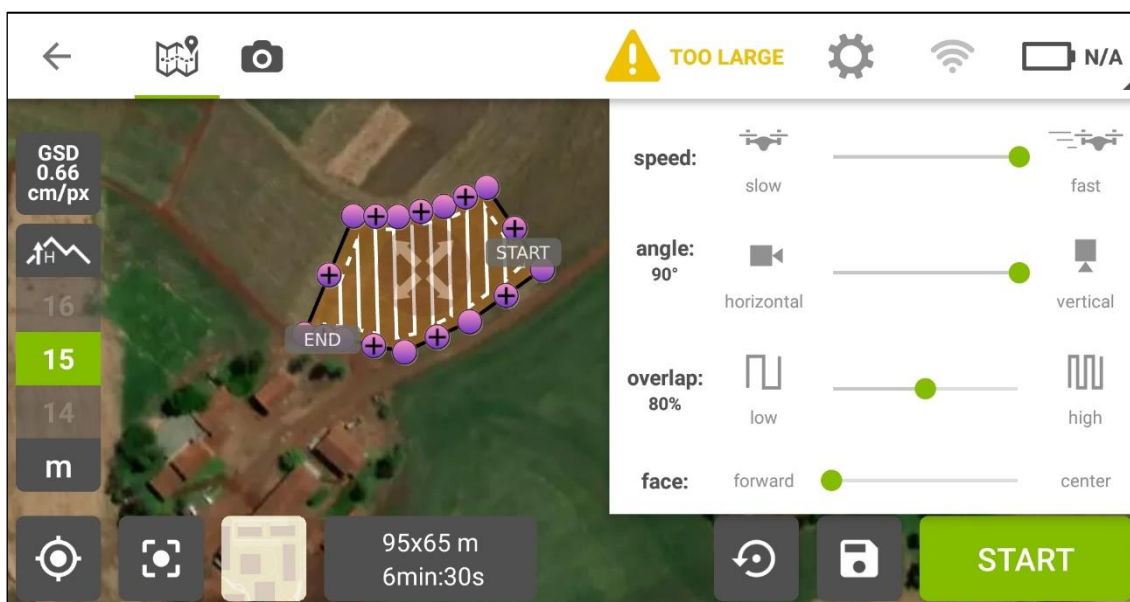 TOO LARGE
N/A
GSD
0.66
cm/px
H
16
15
14
m
START
END
speed:
slow
fast
angle:
90°
horizontal
vertical
overlap:
80%
low
high
face:
forward
center
95x65 m
6min:30s
START